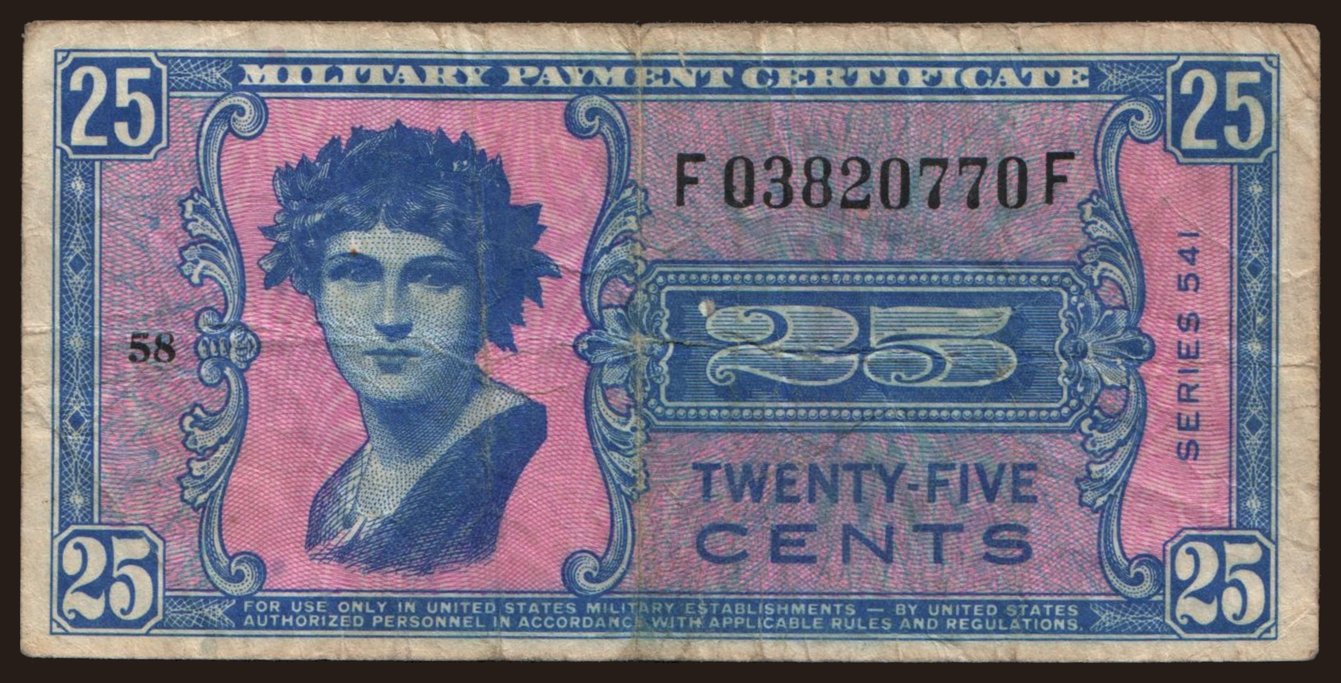 25 MILITARY PAYMENT CERTIFICATE 25
F03820770F
58
25
SERIES 541
TWENTY-FIVE
CENTS
25 FOR USE ONLY IN UNITED STATES MILITARY ESTABLISHMENTS — BY UNITED STATES 25
AUTHORIZED PERSONNEL IN ACCORDANCE WITH APPLICABLE RULES AND REGULATIONS.